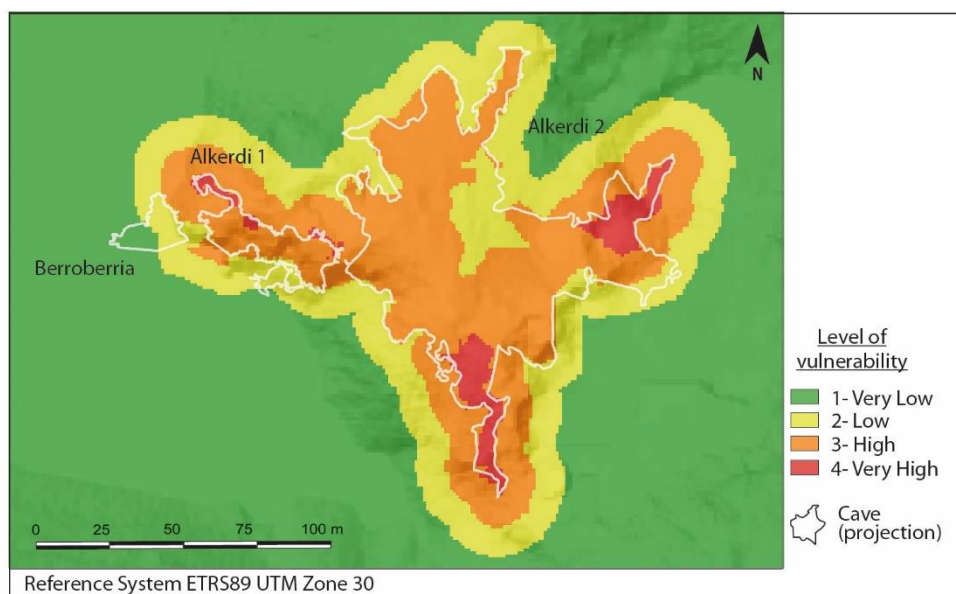 N
Alkerdi 2
Alkerdi 1
Berroberria
Level of
vulnerability
1- Very Low
2- Low
3- High
4- Very High
Cave
(projection)
0 25 50 75 100 m
Reference System ETRS89 UTM Zone 30